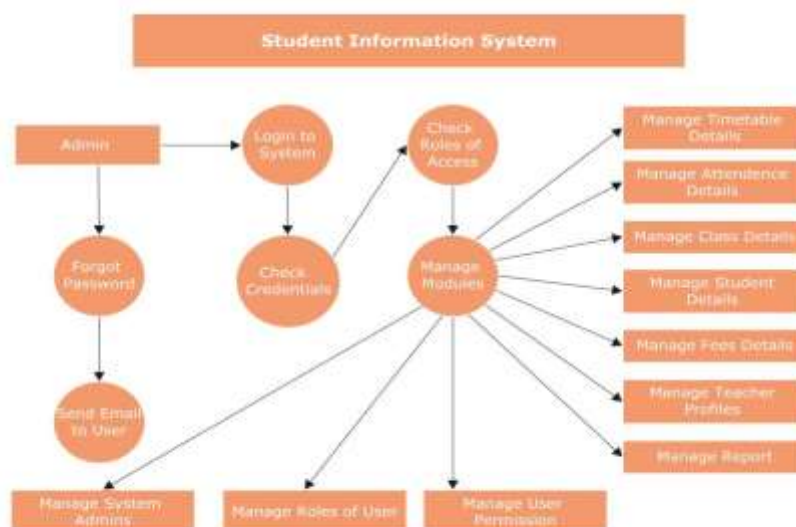 Student Information System
Admin
Login to
System
Check
Roles of
Access
Manage Timetable
Details
Manage Attendence
Details
Manage Class Details
Forgot
Password
Check
Credentials
Manage
Modules
Manage Student
Details
Manage Fees Details
Manage Teacher
Profiles
Send Email
to User
Manage Report
Manage System
Admins
Manage Roles of User
Manage User
Permission